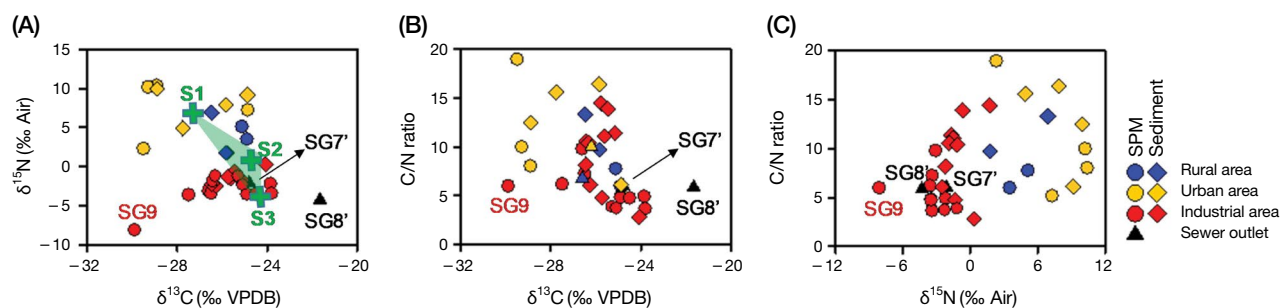 (A)
15
10
5
0
−5
−10
δ15N (‰ Air)
−32
−28
−24
−20
δ13C (‰ VPDB)
S1
S2
S3
SG7’
SG8’
SG9
(B)
20
15
10
5
0
C/N ratio
−32
−28
−24
−20
δ13C (‰ VPDB)
SG7’
SG8’
SG9
(C)
20
15
10
5
0
C/N ratio
−12
−6
0
6
12
δ15N (‰ Air)
SG8’
SG7’
SG9
SPM
Sediment
Rural area
Urban area
Industrial area
Sewer outlet